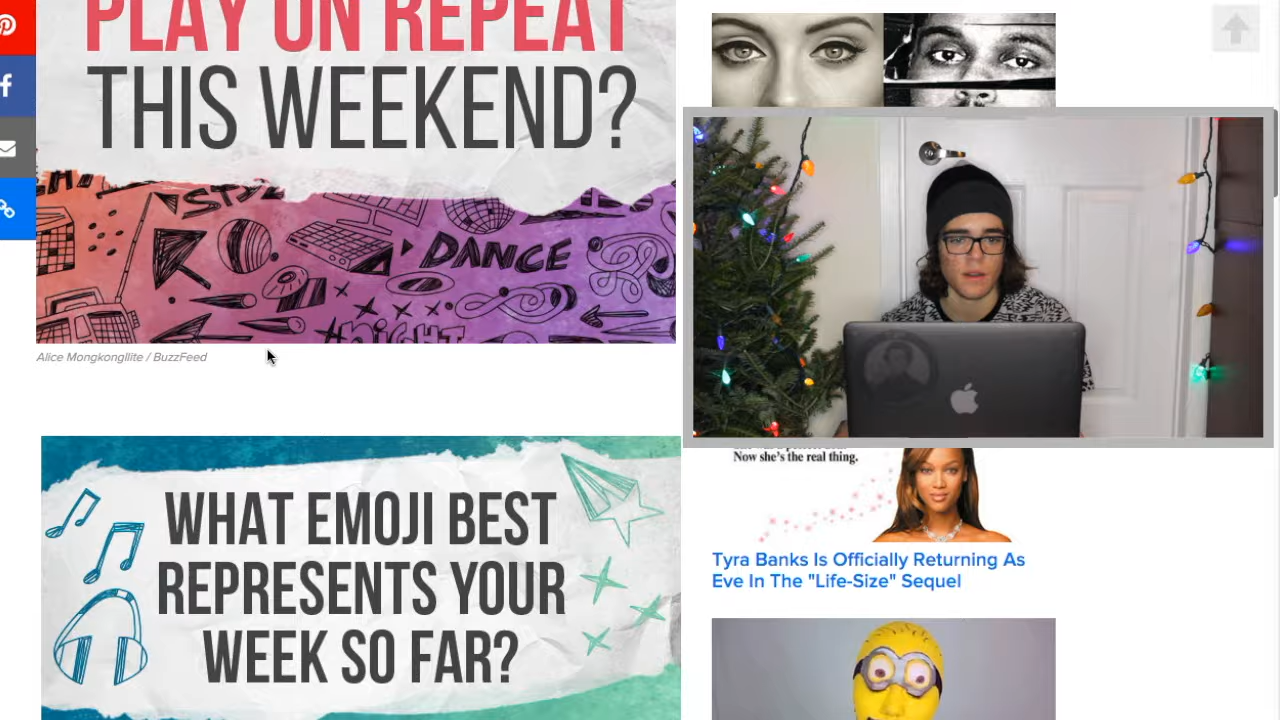 PLAY ON REPEAT
THIS WEEKEND?
STYLE
DANCE
NIGHT
Alice Mongkongllite / BuzzFeed
WHAT EMOJI BEST
REPRESENTS YOUR
WEEK SO FAR?
Now she's the real thing.
Tyra Banks Is Officially Returning As
Eve In The "Life-Size" Sequel